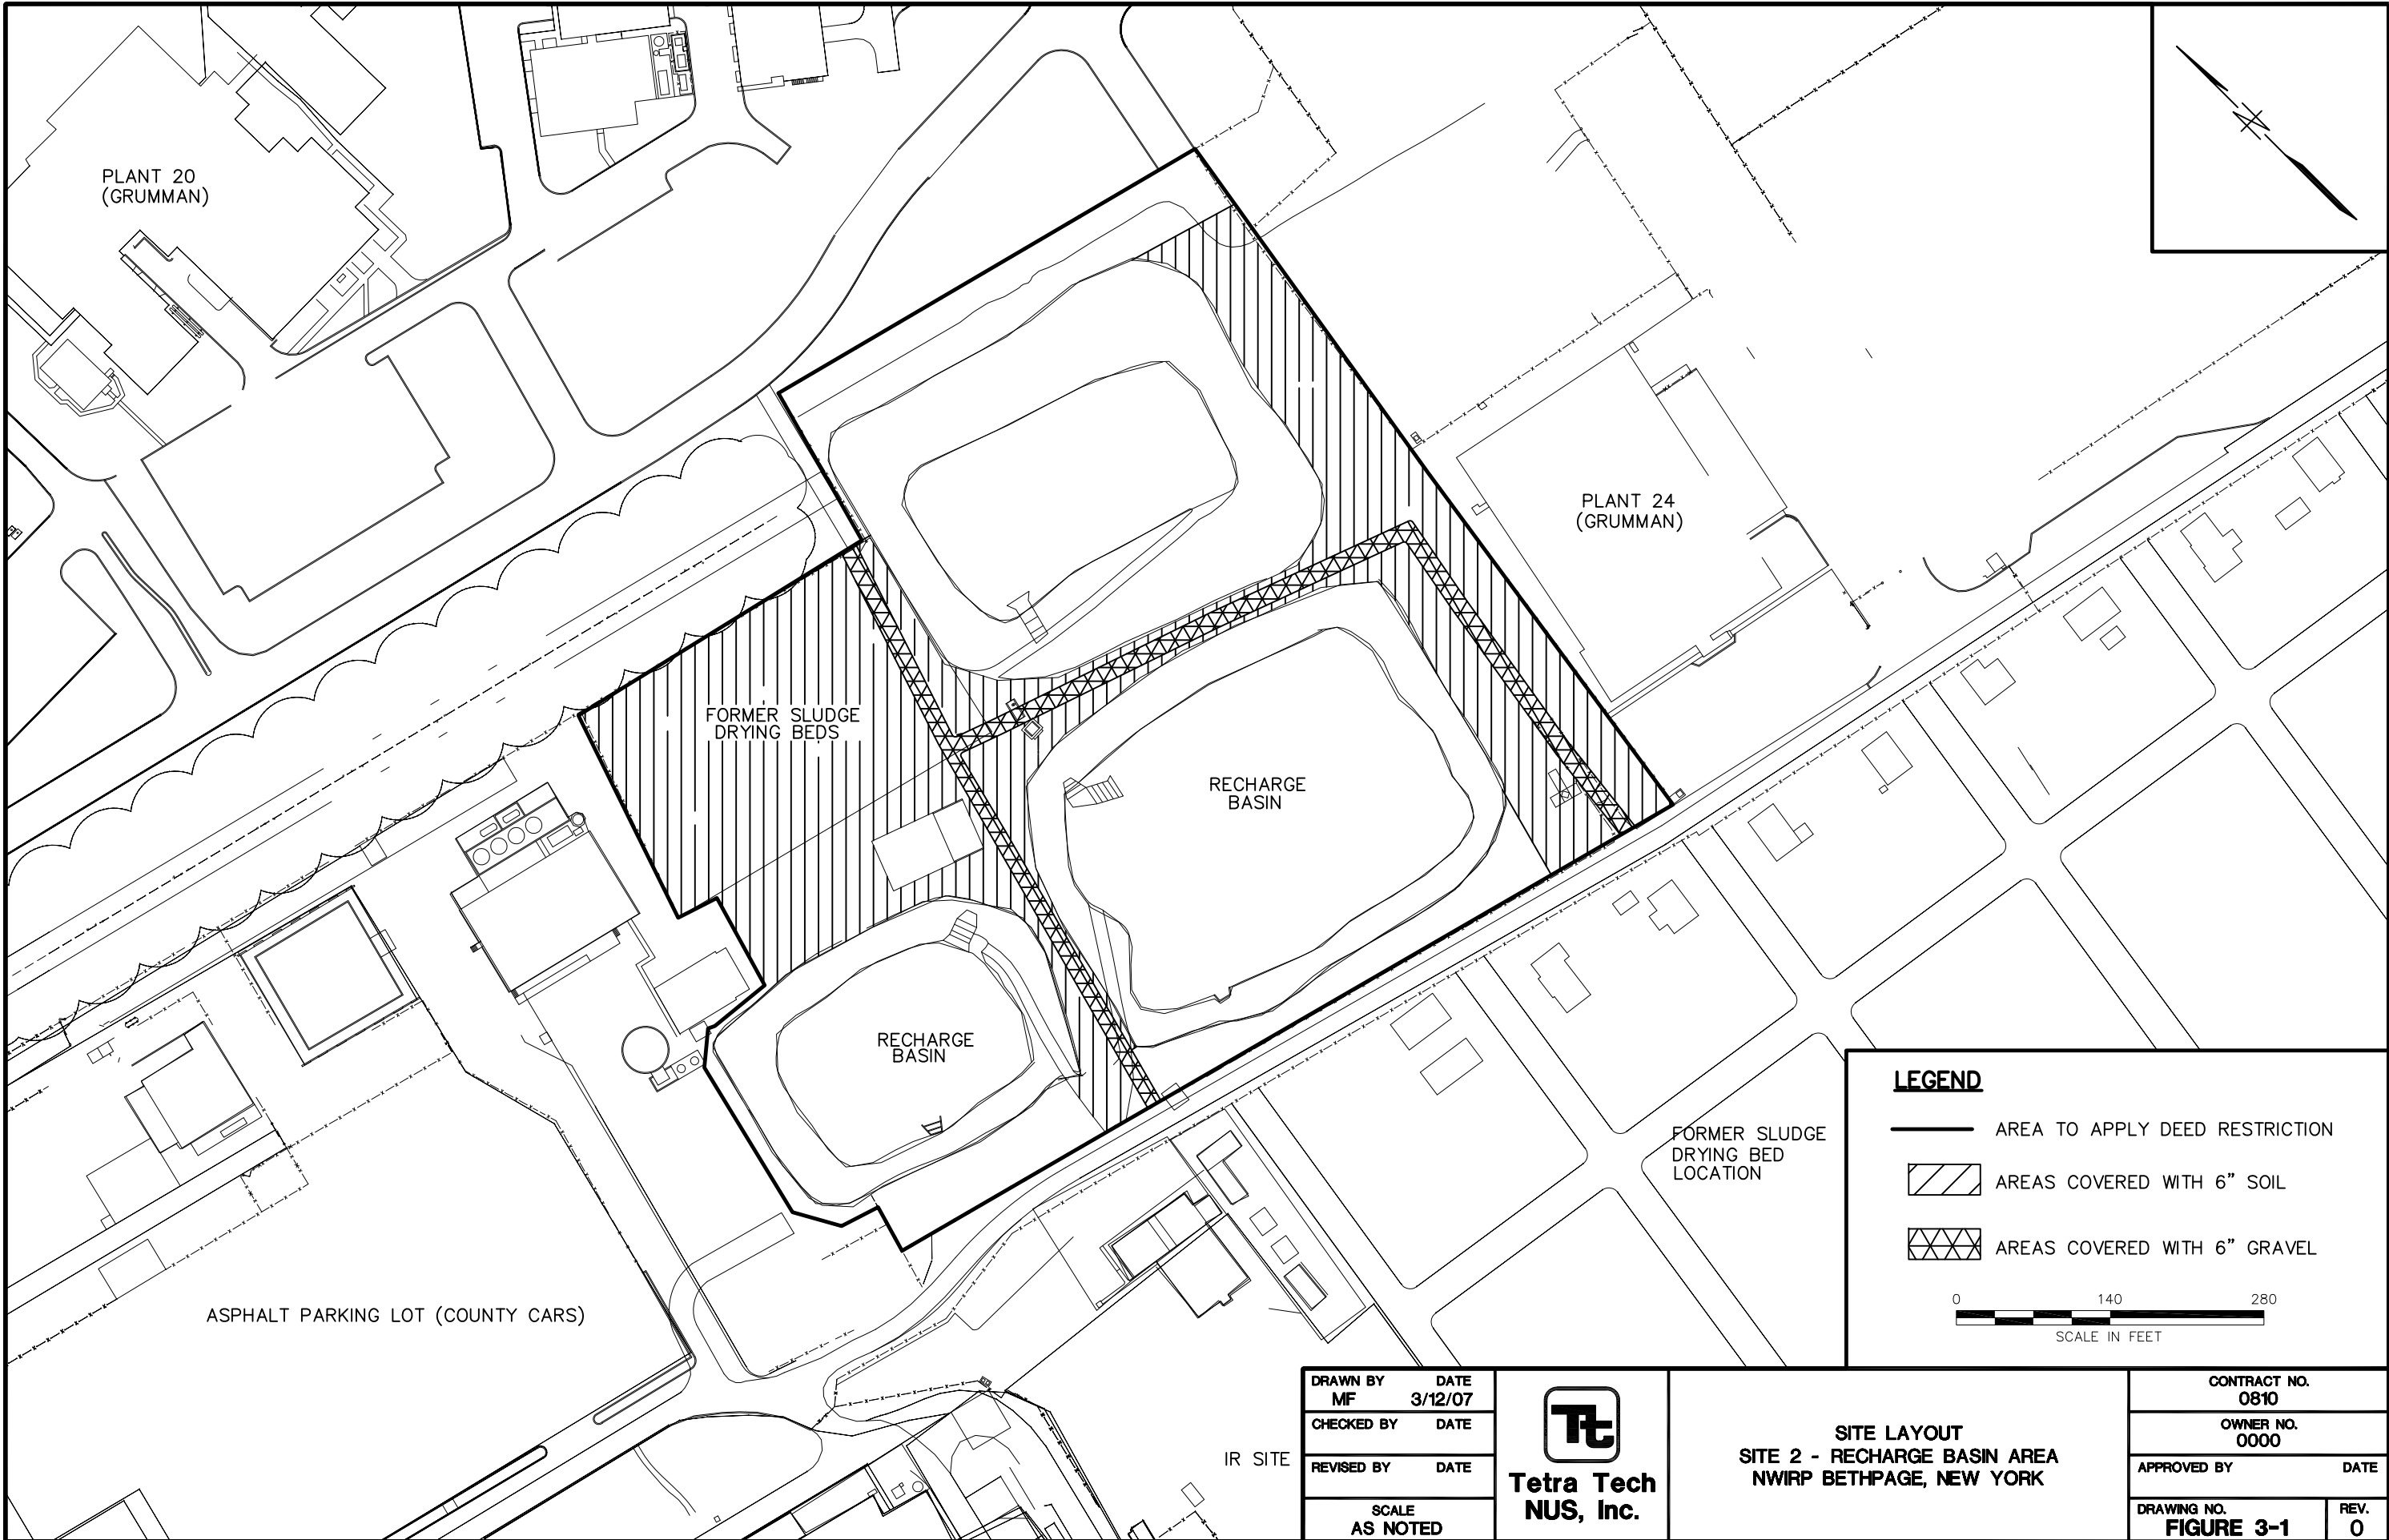 PLANT 20
(GRUMMAN)
PLANT 24
(GRUMMAN)
FORMER SLUDGE
DRYING BEDS
RECHARGE
BASIN
RECHARGE
BASIN
ASPHALT PARKING LOT (COUNTY CARS)
FORMER SLUDGE
DRYING BED
LOCATION
IR SITE
LEGEND
AREA TO APPLY DEED RESTRICTION
AREAS COVERED WITH 6" SOIL
AREAS COVERED WITH 6" GRAVEL
0 140 280
SCALE IN FEET
DRAWN BY DATE
MF 3/12/07
CHECKED BY DATE
REVISED BY DATE
SCALE
AS NOTED
Tt
Tetra Tech
NUS, Inc.
SITE LAYOUT
SITE 2 - RECHARGE BASIN AREA
NWIRP BETHPAGE, NEW YORK
CONTRACT NO.
0810
OWNER NO.
0000
APPROVED BY DATE
DRAWING NO. REV.
FIGURE 3-1 0